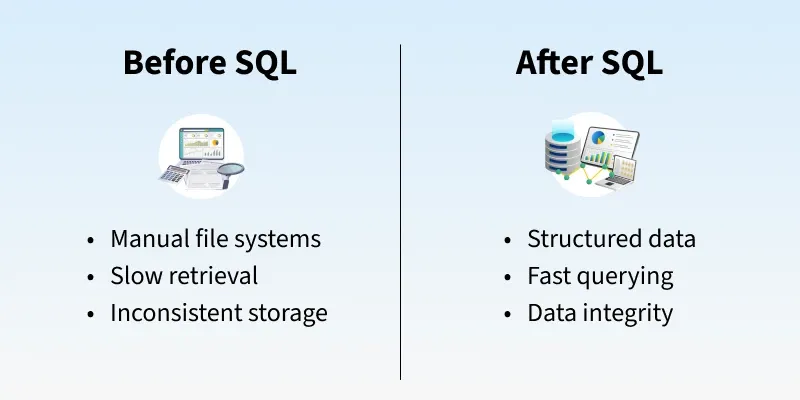 Before SQL
• Manual file systems
• Slow retrieval
• Inconsistent storage
After SQL
• Structured data
• Fast querying
• Data integrity